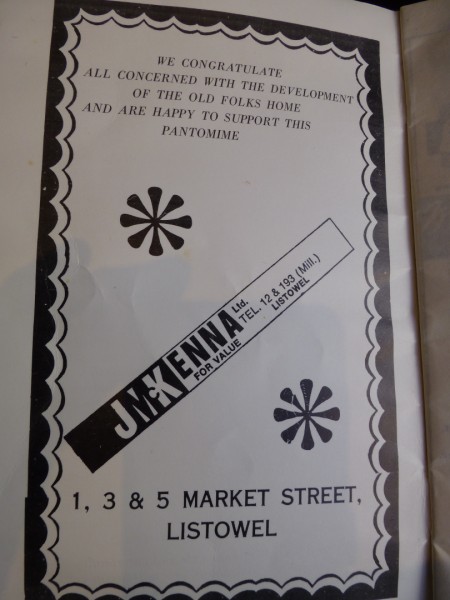 WE CONGRATULATE
ALL CONCERNED WITH THE DEVELOPMENT
OF THE OLD FOLKS HOME
AND ARE HAPPY TO SUPPORT THIS
PANTOMIME
JMcKENNA Ltd.
FOR VALUE
TEL. 12 & 193 (Mill.)
LISTOWEL
1, 3 & 5 MARKET STREET,
LISTOWEL